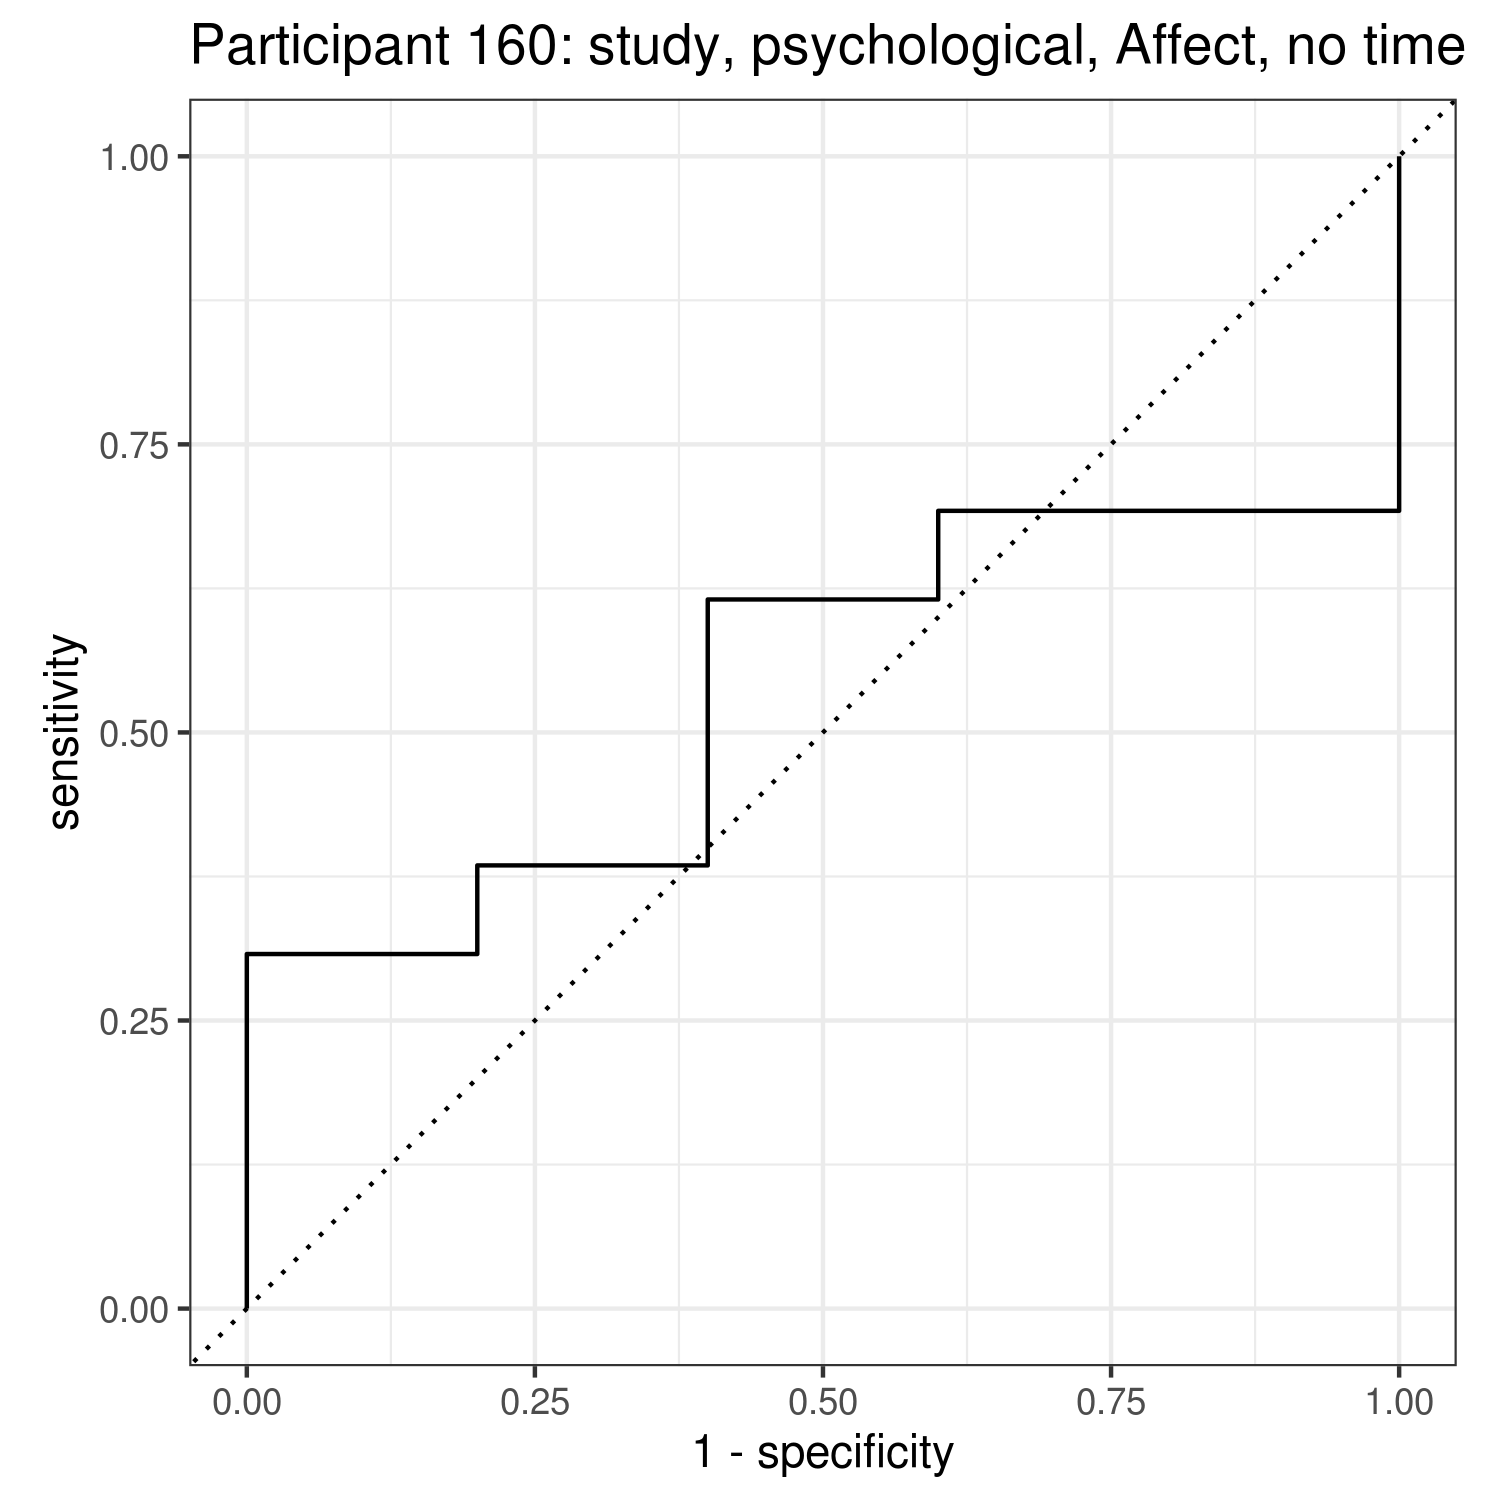 Participant 160: study, psychological, Affect, no time
1.00
0.75
0.50
0.25
0.00
sensitivity
0.00 0.25 0.50 0.75 1.00
1 - specificity